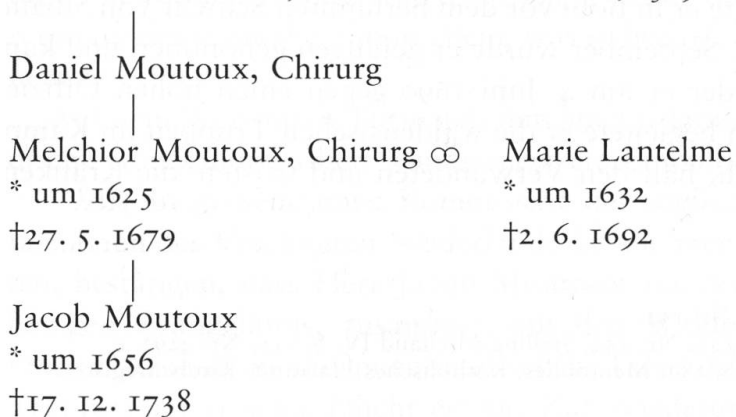 Daniel Moutoux, Chirurg
Melchior Moutoux, Chirurg ⚭ Marie Lantelme
* um 1625 * um 1632
†27. 5. 1679 †2. 6. 1692
Jacob Moutoux
* um 1656
†17. 12. 1738